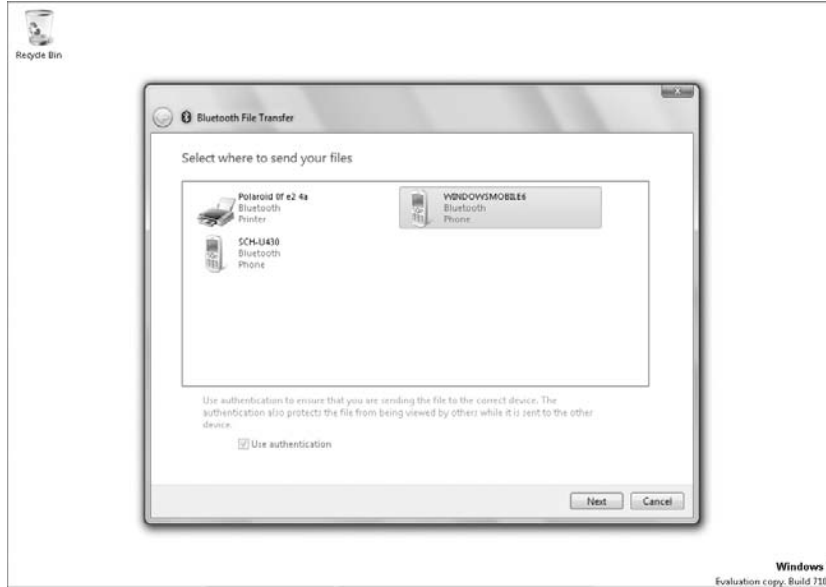 Recycle Bin
Bluetooth File Transfer
Select where to send your files
Polaroid 0f e2 4a
Bluetooth
Printer
WINDOWSMOBILE6
Bluetooth
Phone
SCH-U430
Bluetooth
Phone
Use authentication to ensure that you are sending the file to the correct device. The
authentication also protects the file from being viewed by others while it is sent to the other
device.
Use authentication
Next
Cancel
Windows
Evaluation copy. Build 710